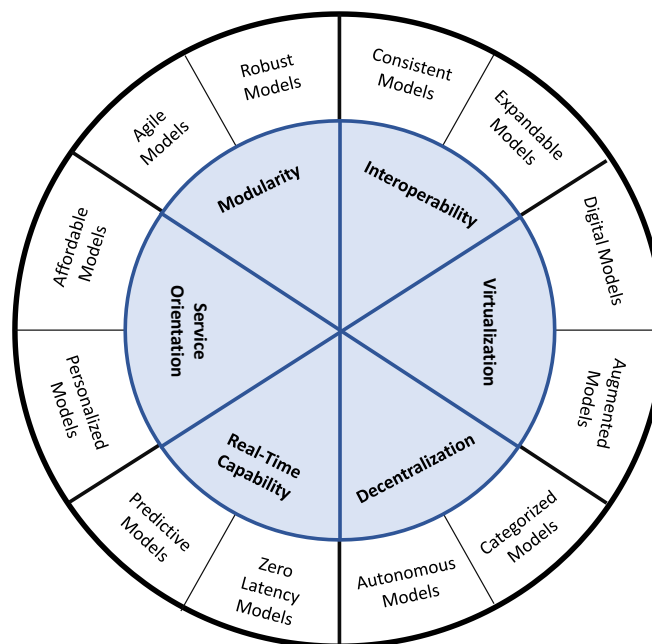 Consistent
Models
Expandable
Models
Digital Models
Augmented
Models
Categorized
Models
Autonomous
Models
Zero
Latency
Models
Predictive
Models
Personalized
Models
Affordable
Models
Agile
Models
Robust
Models
Interoperability
Virtualization
Decentralization
Real-Time
Capability
Service
Orientation
Modularity